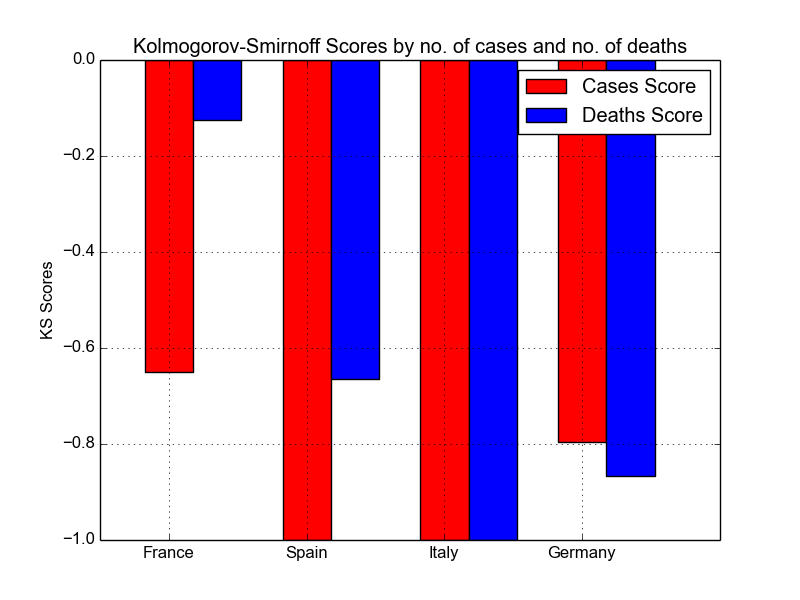 Kolmogorov-Smirnoff Scores by no. of cases and no. of deaths
0.0
Cases Score
Deaths Score
−0.2
−0.4
KS Scores
−0.6
−0.8
−1.0
France Spain Italy Germany